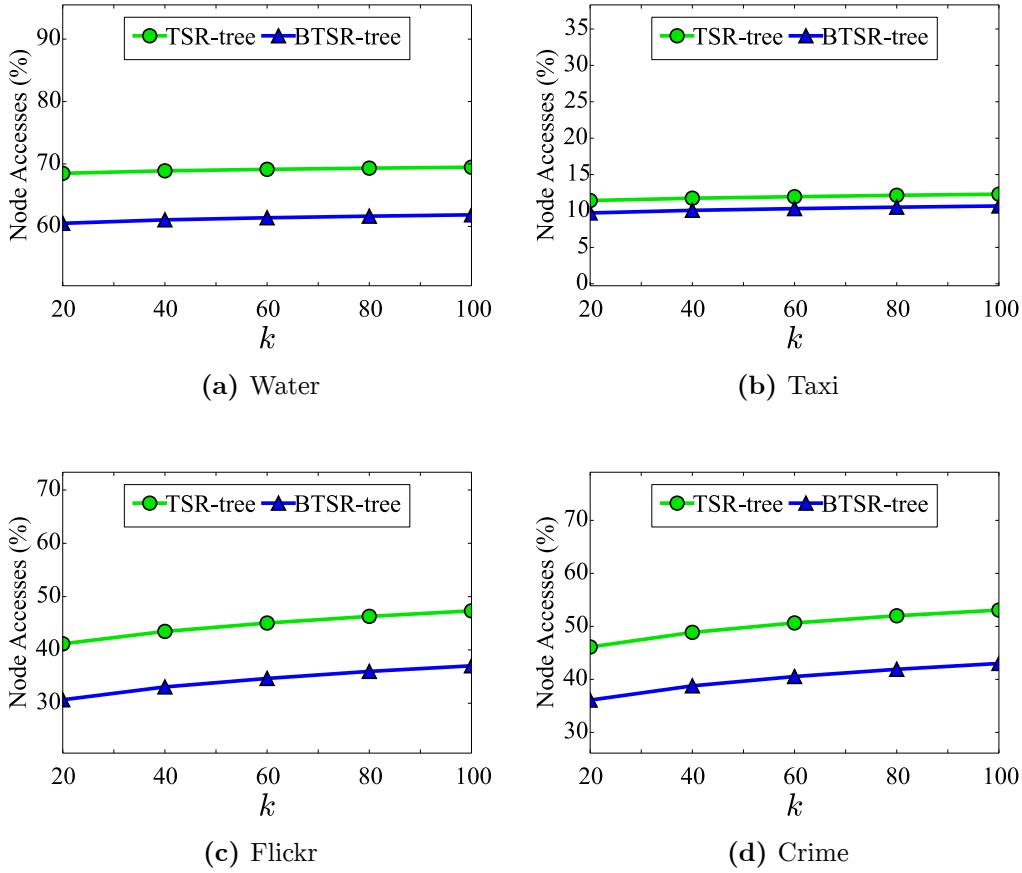 Node Accesses (%)
90
80
70
60
TSR-tree BTSR-tree
20 40 60 80 100
k
(a) Water
Node Accesses (%)
35
30
25
20
15
10
5
0
TSR-tree BTSR-tree
20 40 60 80 100
k
(b) Taxi
Node Accesses (%)
70
60
50
40
30
TSR-tree BTSR-tree
20 40 60 80 100
k
(c) Flickr
Node Accesses (%)
70
60
50
40
30
TSR-tree BTSR-tree
20 40 60 80 100
k
(d) Crime